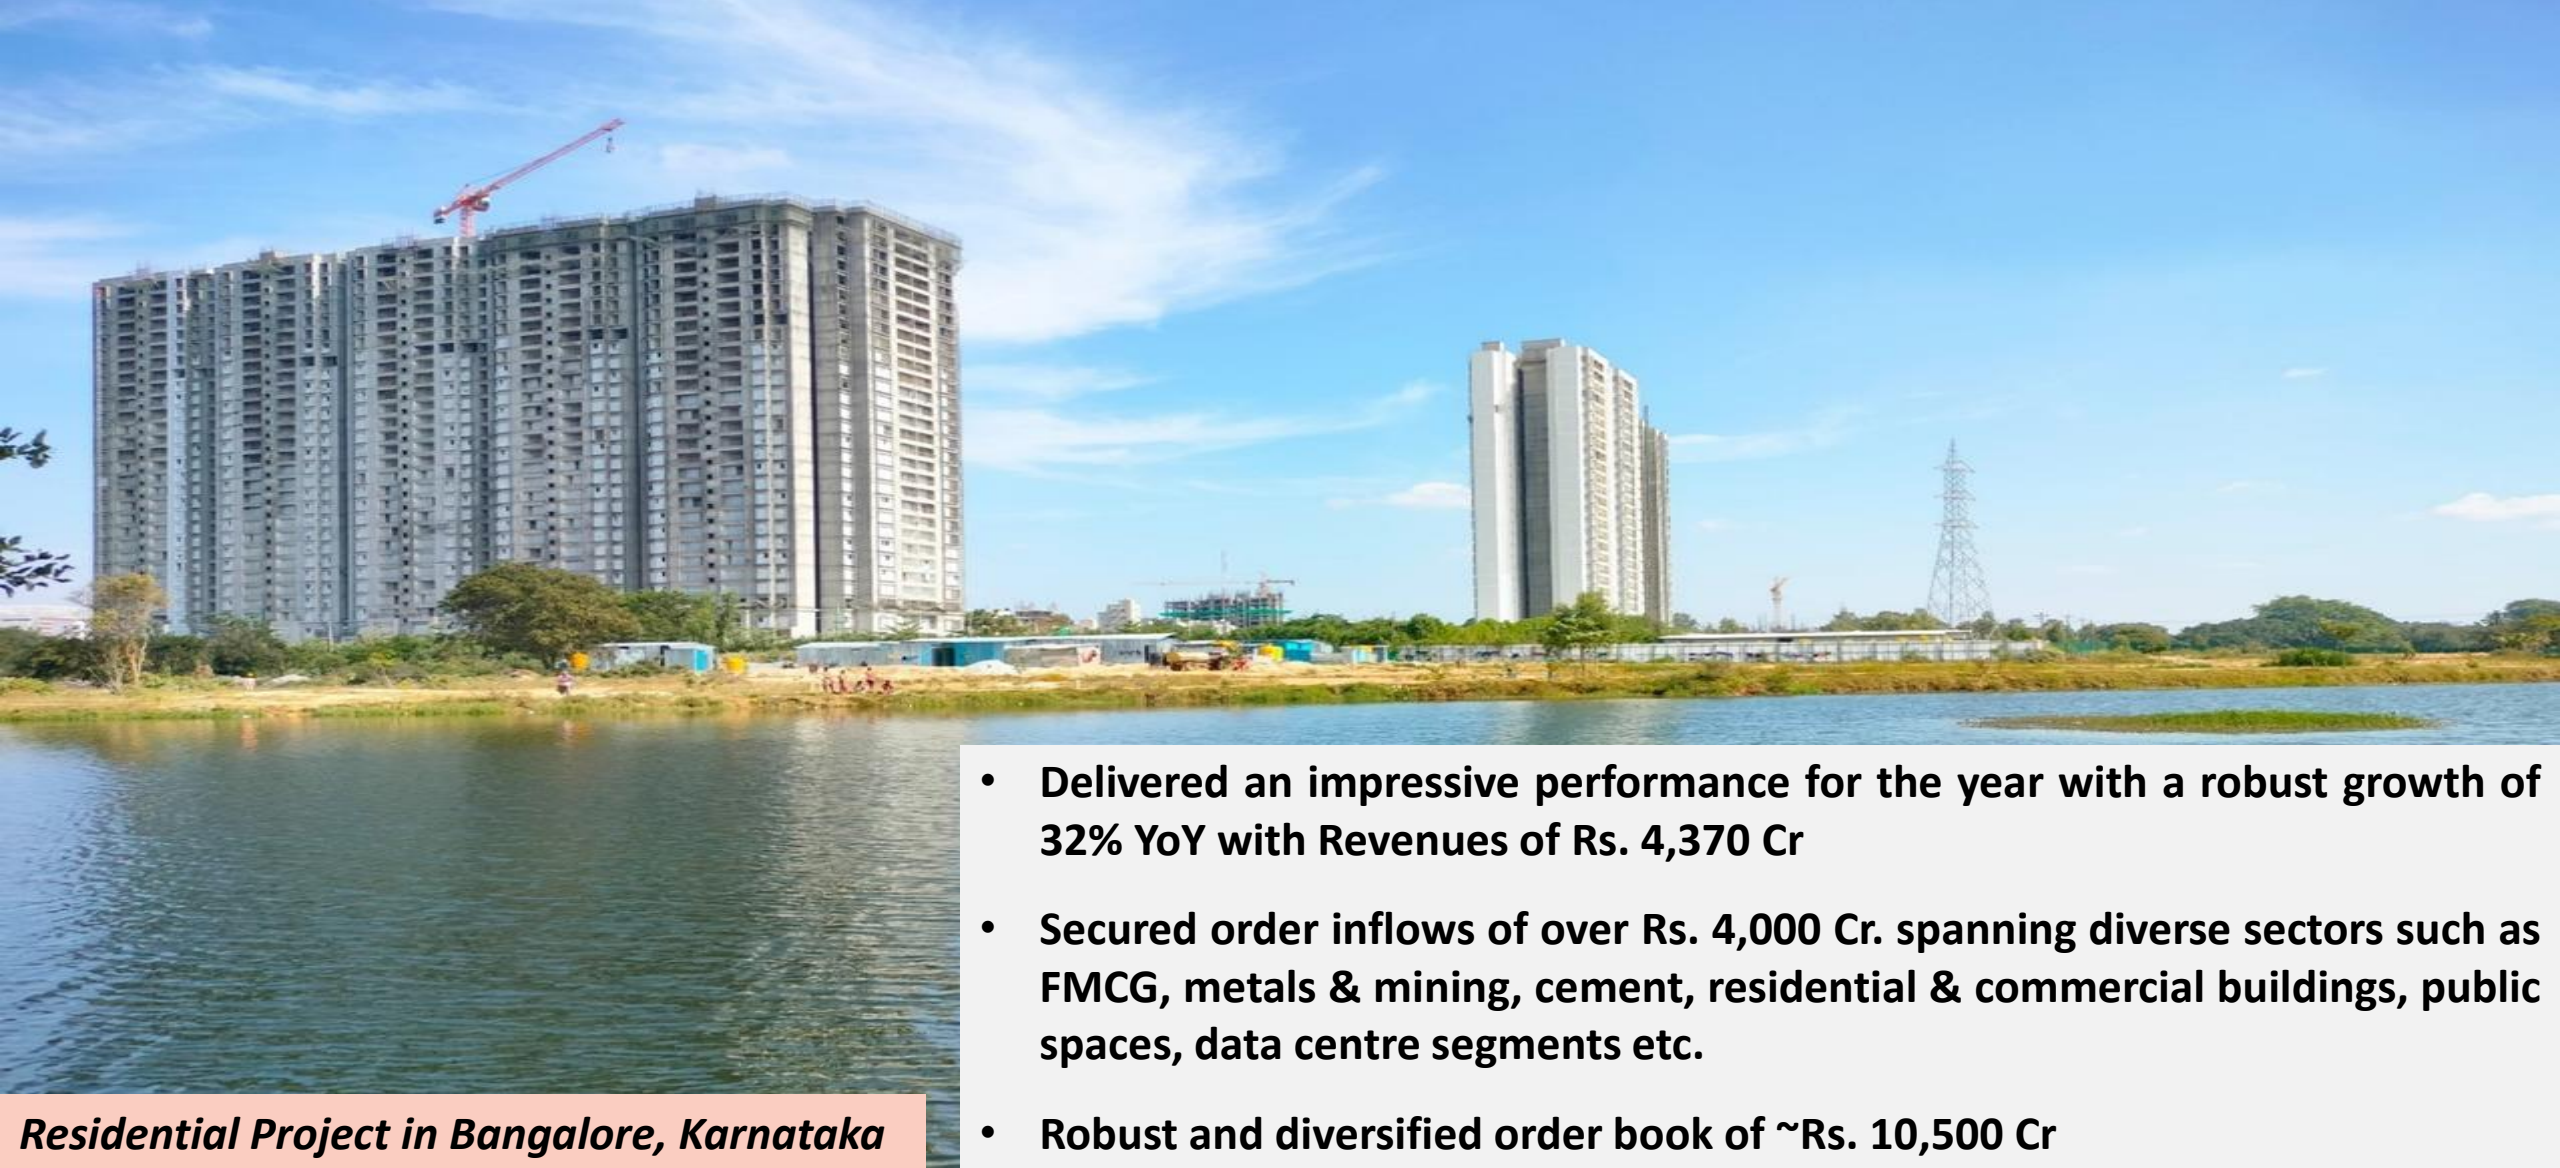 • Delivered an impressive performance for the year with a robust growth of
32% YoY with Revenues of Rs. 4,370 Cr
• Secured order inflows of over Rs. 4,000 Cr. spanning diverse sectors such as
FMCG, metals & mining, cement, residential & commercial buildings, public
spaces, data centre segments etc.
• Robust and diversified order book of ~Rs. 10,500 Cr
Residential Project in Bangalore, Karnataka